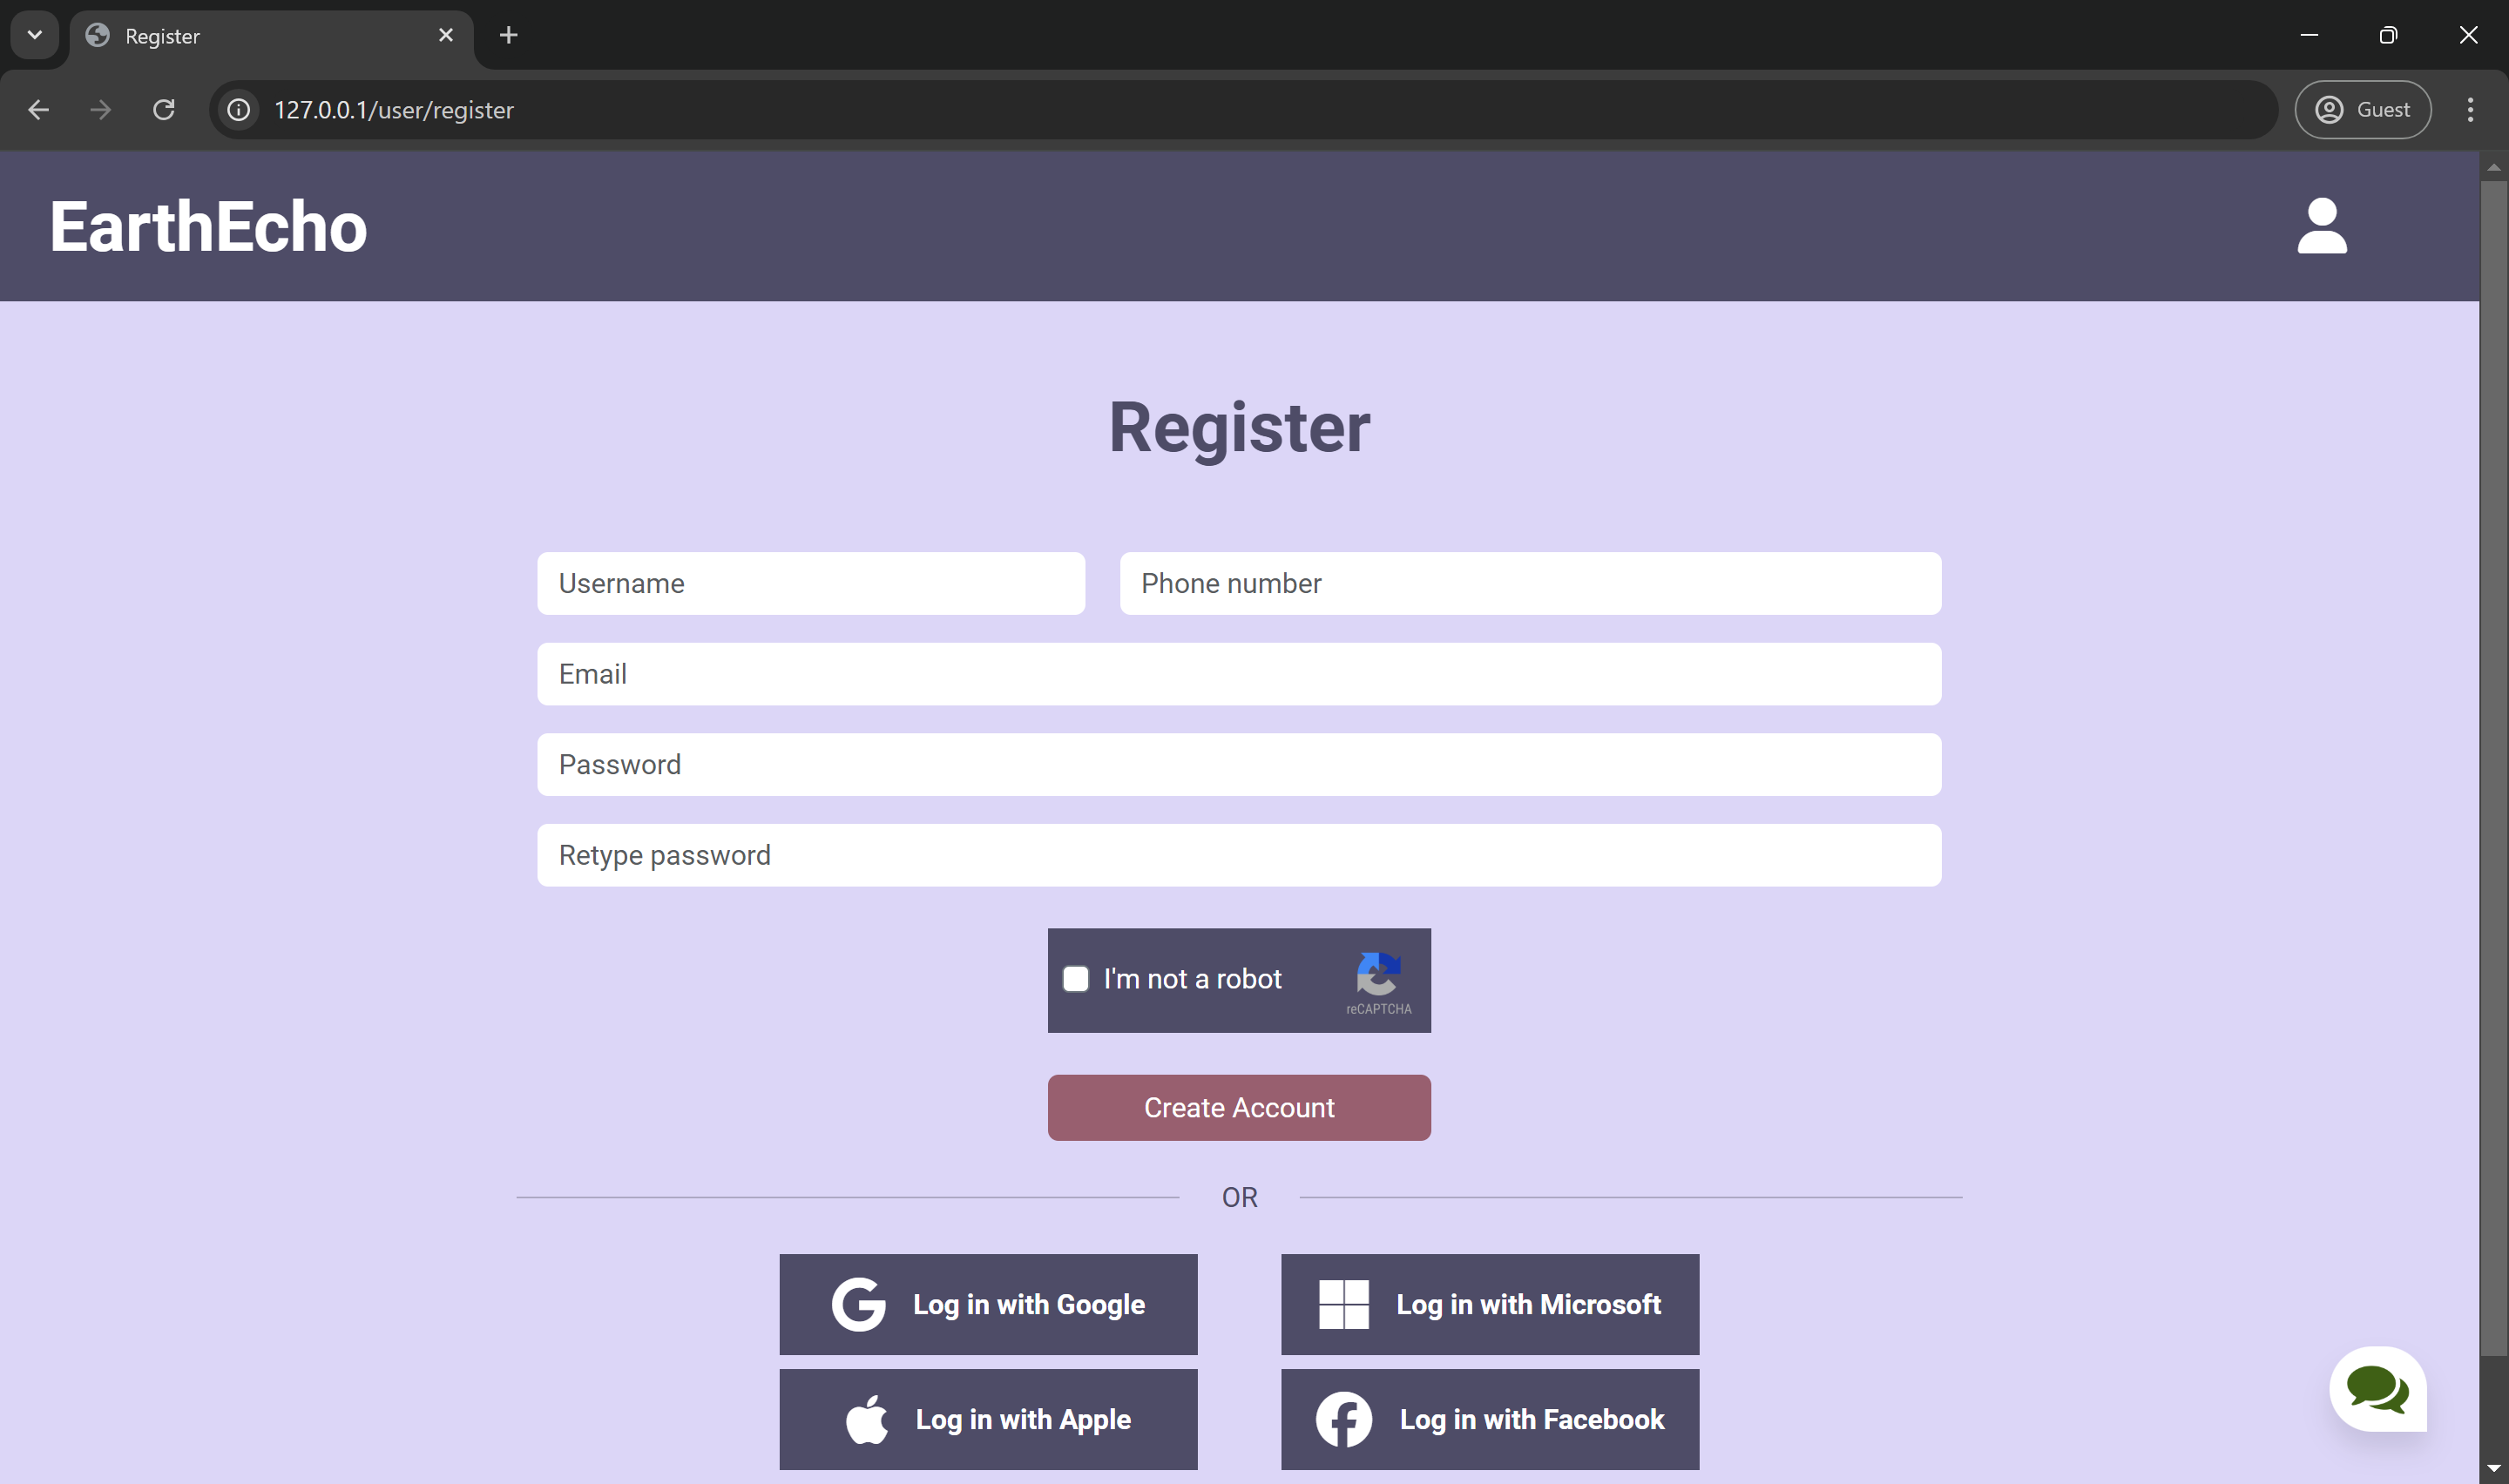 Register
127.0.0.1/user/register
Guest
EarthEcho
Register
Username
Phone number
Email
Password
Retype password
I'm not a robot
reCAPTCHA
Create Account
OR
Log in with Google
Log in with Microsoft
Log in with Apple
Log in with Facebook